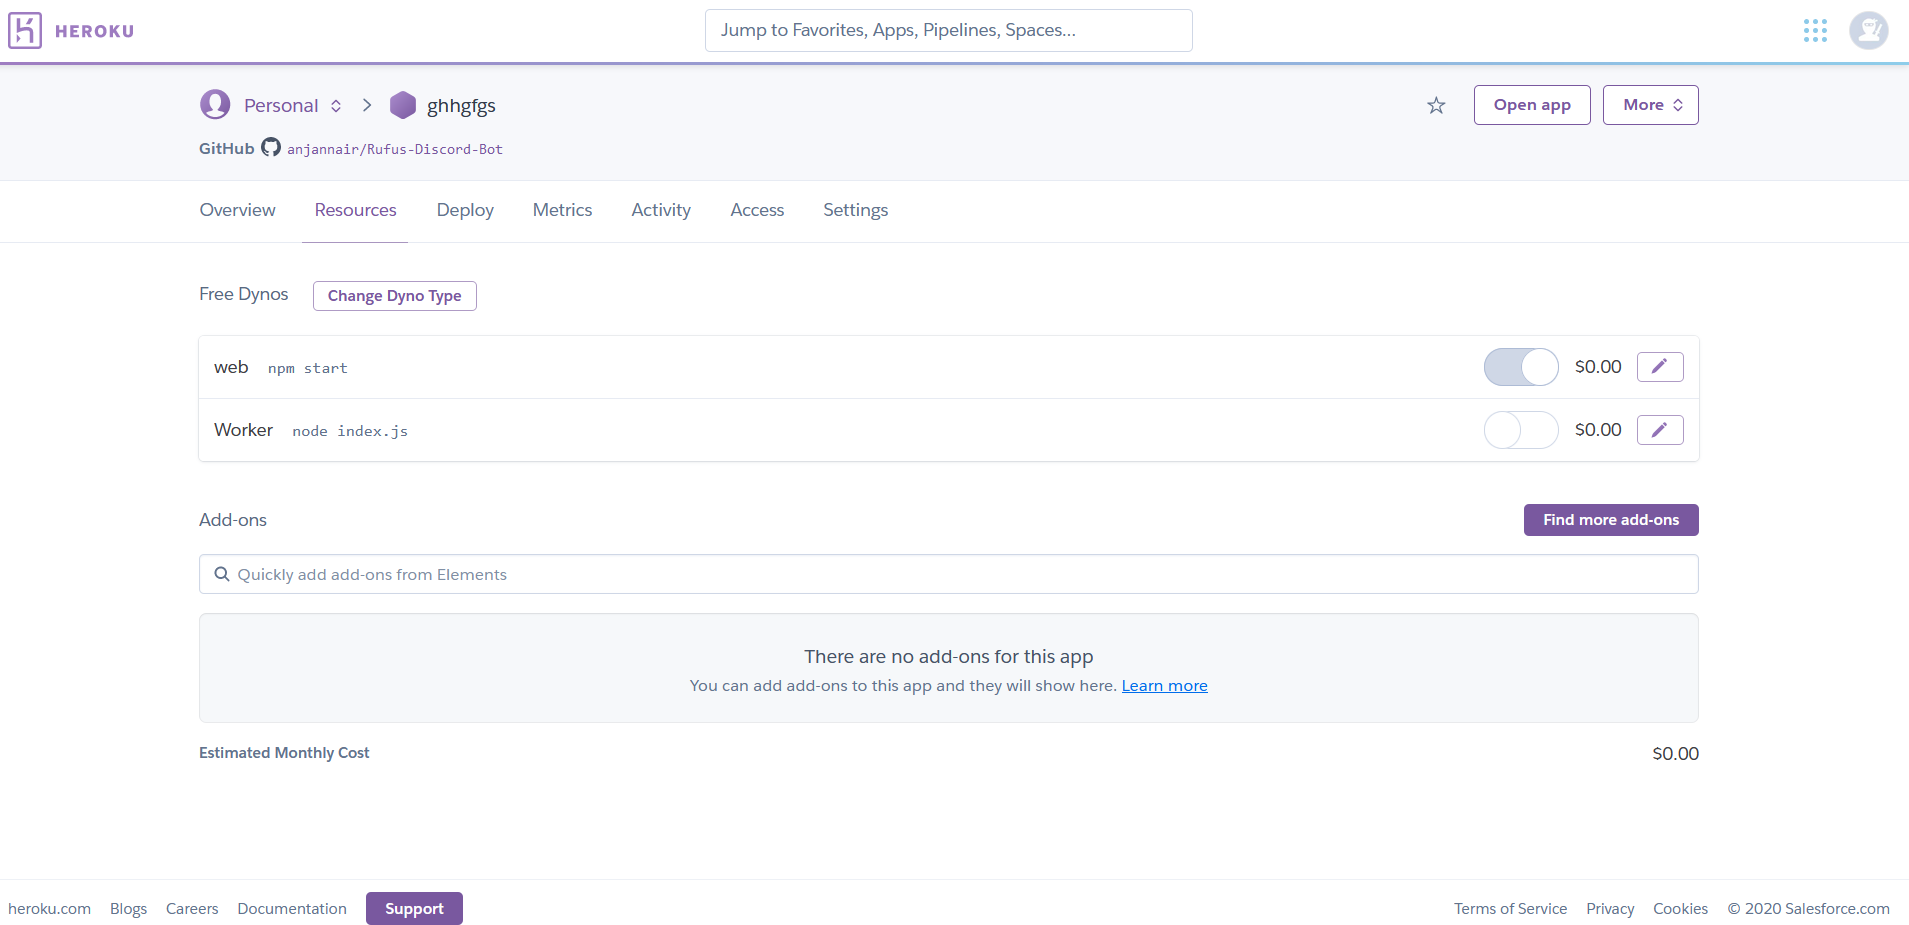 HEROKU
Jump to Favorites, Apps, Pipelines, Spaces...
Personal ghhgfgs
Open app
More
GitHub anjannair/Rufus-Discord-Bot
Overview Resources Deploy Metrics Activity Access Settings
Free Dynos
Change Dyno Type
web npm start $0.00
Worker node index.js $0.00
Add-ons
Find more add-ons
Quickly add add-ons from Elements
There are no add-ons for this app
You can add add-ons to this app and they will show here. Learn more
Estimated Monthly Cost $0.00
heroku.com Blogs Careers Documentation Support Terms of Service Privacy Cookies © 2020 Salesforce.com